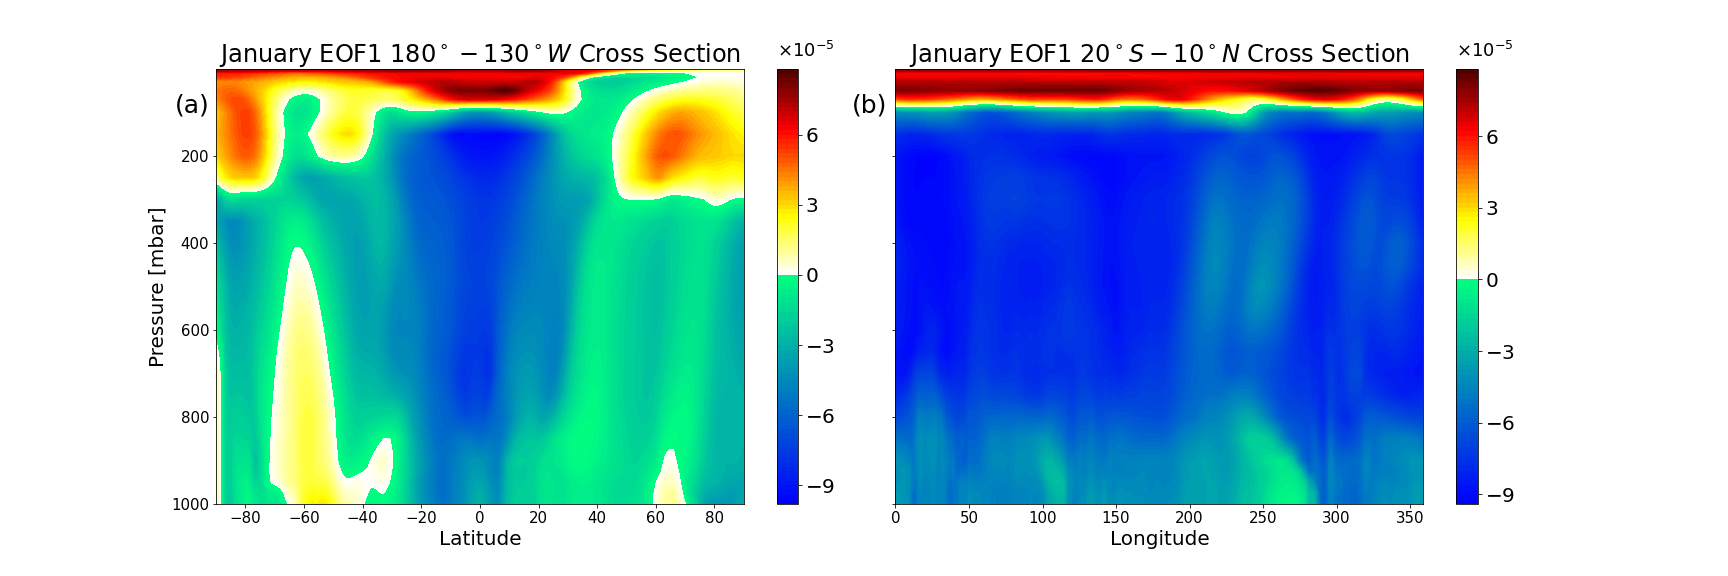 January EOF1 180° − 130°W Cross Section
×10⁻⁵
January EOF1 20°S − 10°N Cross Section
×10⁻⁵
(a)
(b)
Pressure [mbar]
200
400
600
800
1000
−80 −60 −40 −20 0 20 40 60 80
Latitude
6
3
0
−3
−6
−9
0 50 100 150 200 250 300 350
Longitude
6
3
0
−3
−6
−9